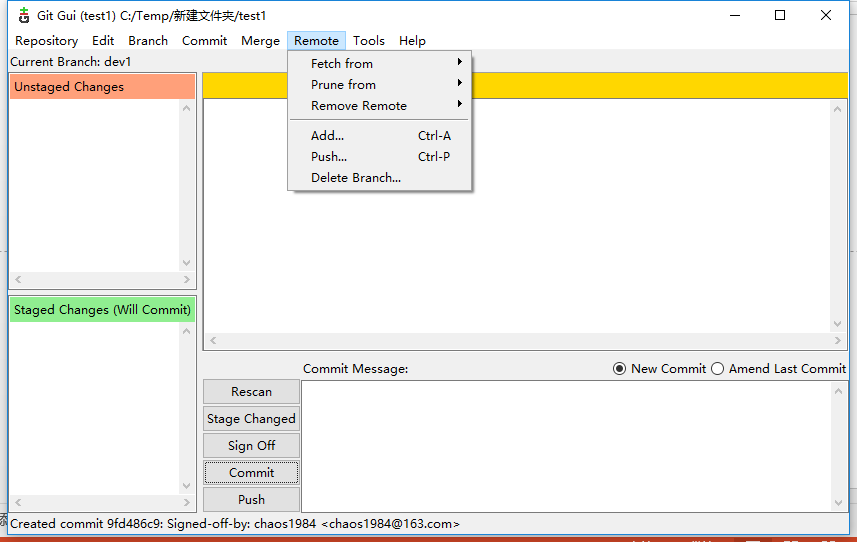 Git Gui (test1) C:/Temp/新建文件夹/test1
Repository Edit Branch Commit Merge Remote Tools Help
Current Branch: dev1
Unstaged Changes
Fetch from
Prune from
Remove Remote
Add... Ctrl-A
Push... Ctrl-P
Delete Branch...
Staged Changes (Will Commit)
Commit Message:
New Commit
Amend Last Commit
Rescan
Stage Changed
Sign Off
Commit
Push
Created commit 9fd486c9: Signed-off-by: chaos1984 <chaos1984@163.com>